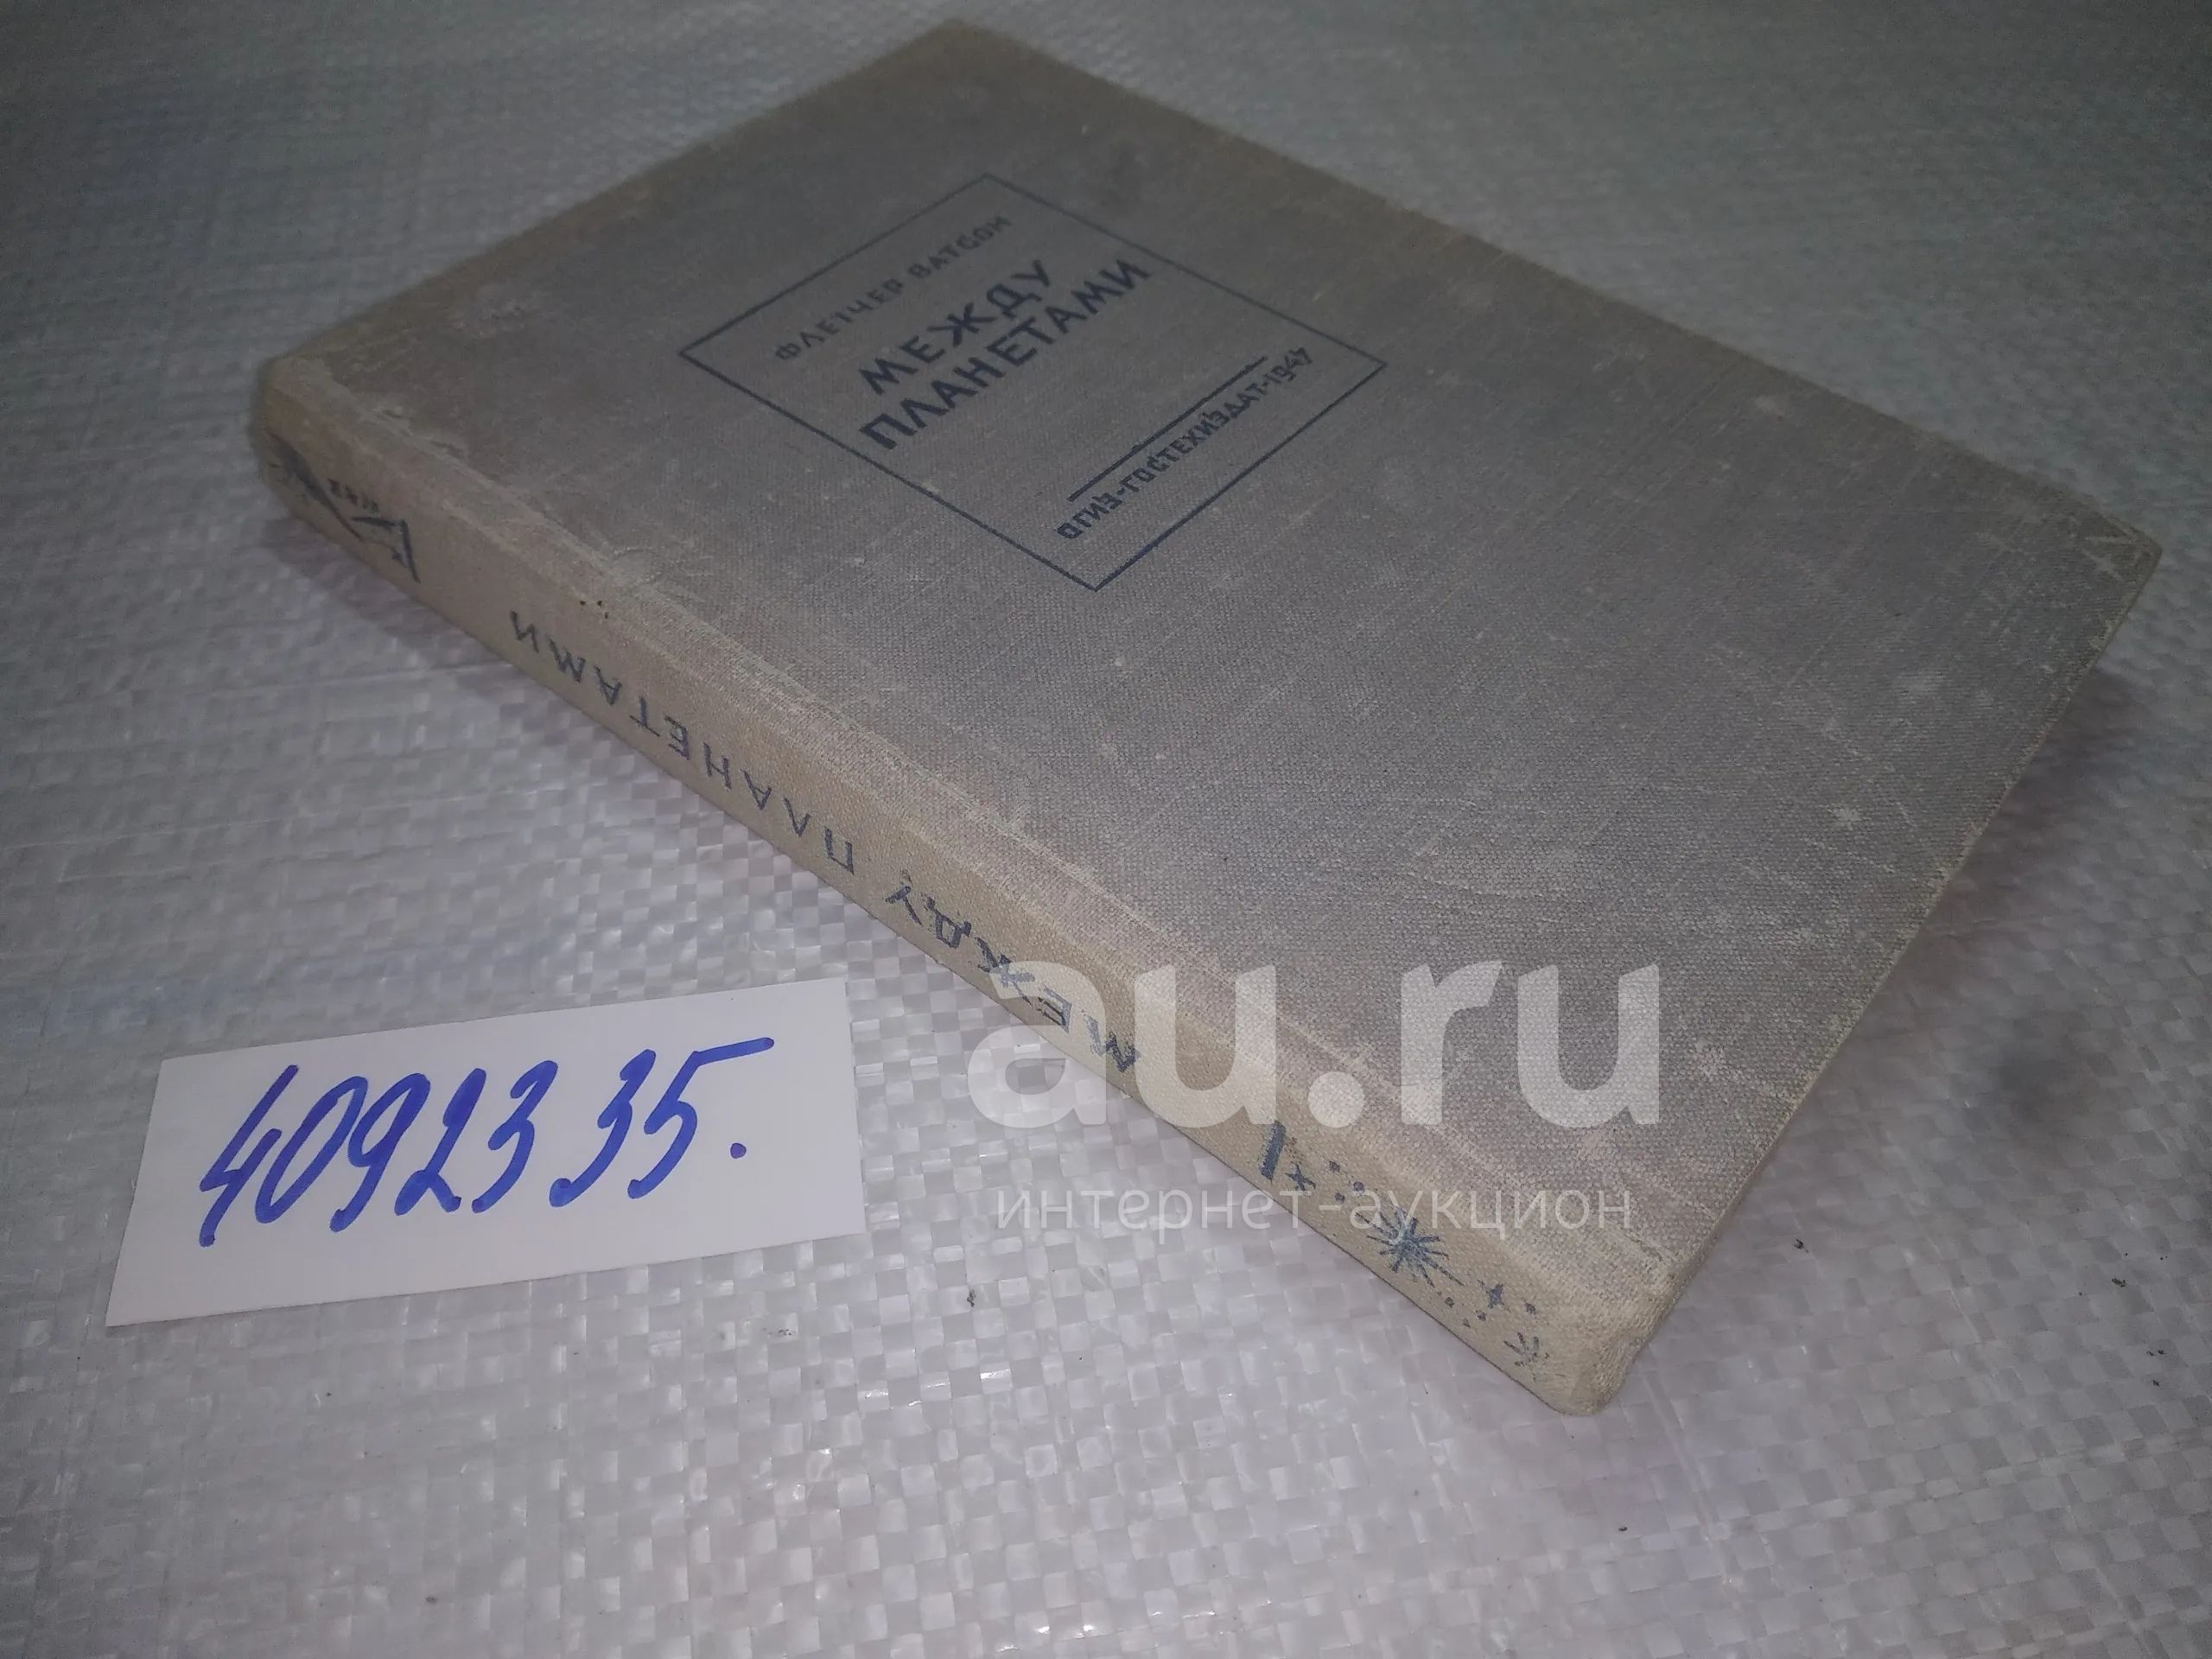 ФЛЕТЧЕР ВАТСОН
МЕЖДУ
ПЛАНЕТАМИ
ОГИЗ-ГОСТЕХИЗДАТ-1947
МЕЖДУ ПЛАНЕТАМИ
4092335.
au.ru
интернет-аукцион